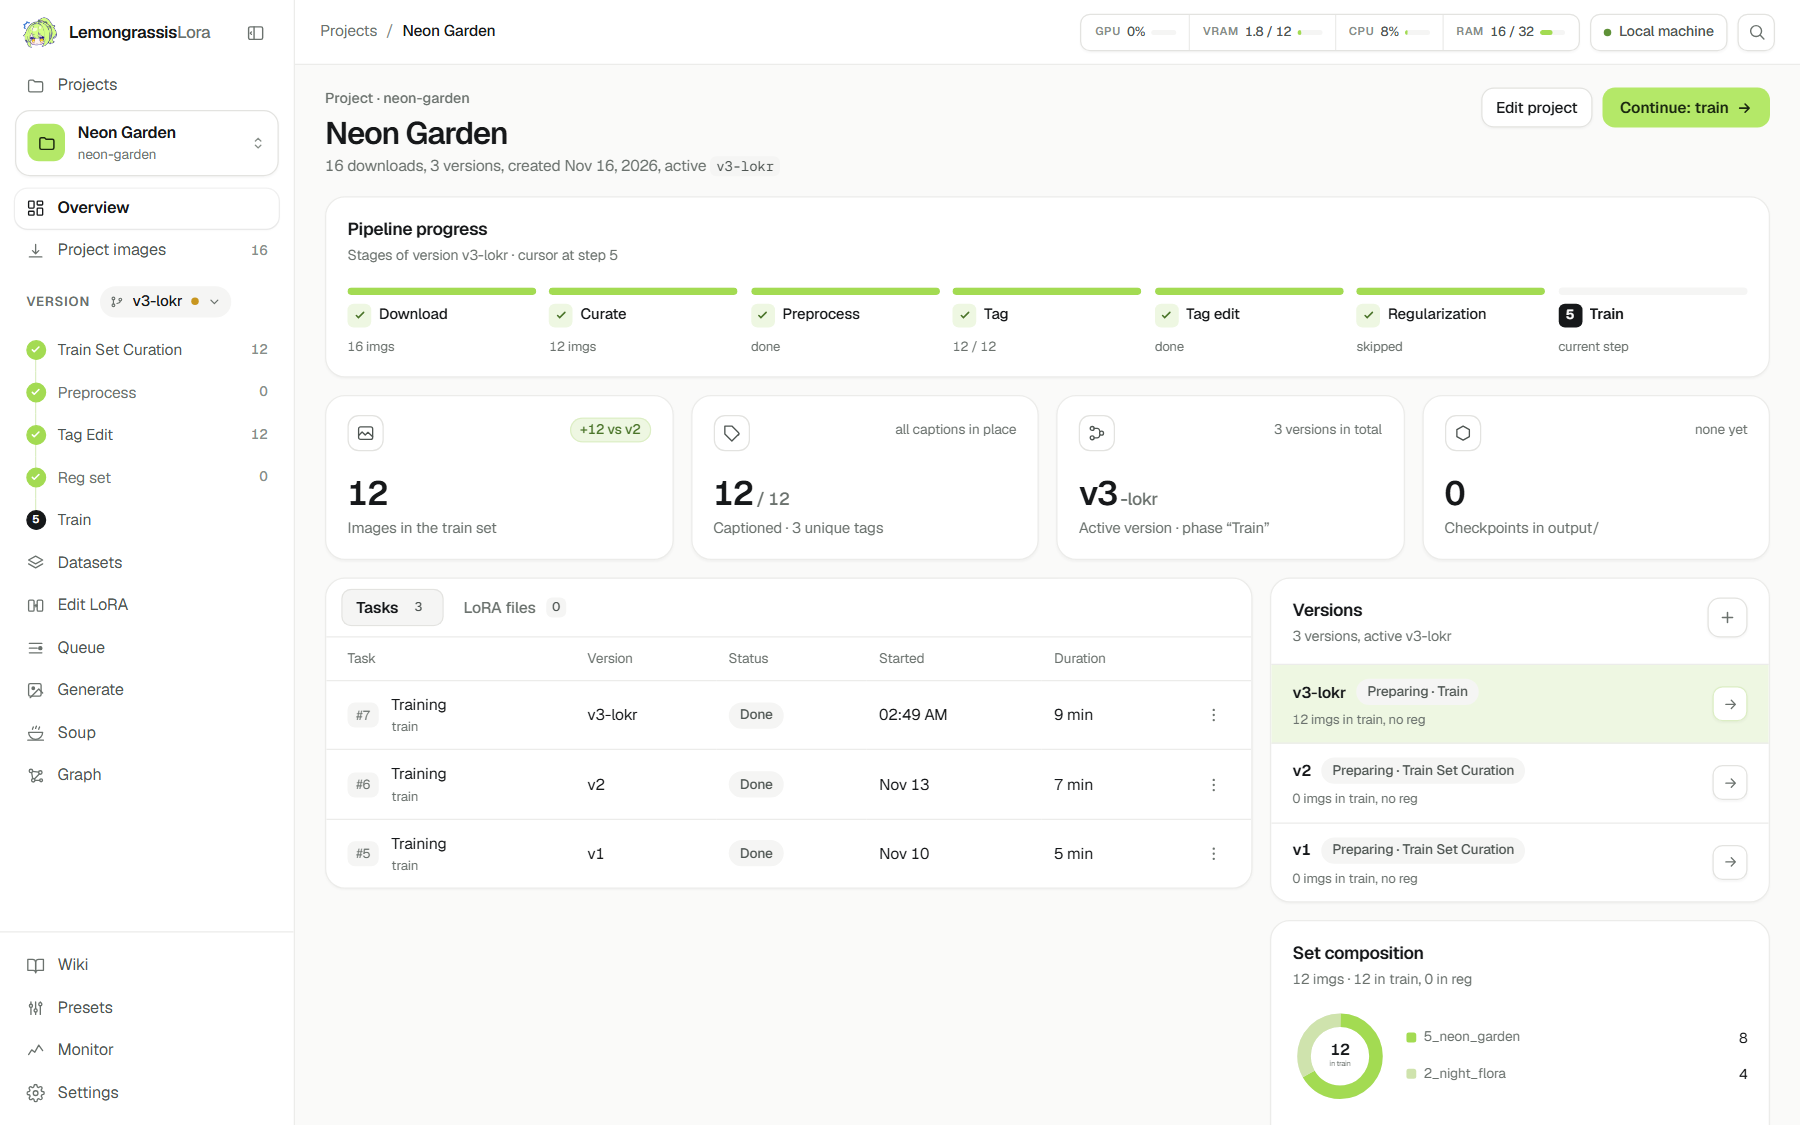 LemongrassisLora
Projects
Neon Garden
neon-garden
Overview
Project images 16
VERSION v3-lokr
Train Set Curation 12
Preprocess 0
Tag Edit 12
Reg set 0
5 Train
Datasets
Edit LoRA
Queue
Generate
Soup
Graph
Wiki
Presets
Monitor
Settings
Projects / Neon Garden
GPU 0% VRAM 1.8 / 12 CPU 8% RAM 16 / 32
Local machine
Project · neon-garden
Neon Garden
16 downloads, 3 versions, created Nov 16, 2026, active v3-lokr
Edit project
Continue: train →
Pipeline progress
Stages of version v3-lokr · cursor at step 5
Download
16 imgs
Curate
12 imgs
Preprocess
done
Tag
12 / 12
Tag edit
done
Regularization
skipped
5 Train
current step
+12 vs v2
12
Images in the train set
all captions in place
12 / 12
Captioned · 3 unique tags
3 versions in total
v3 -lokr
Active version · phase “Train”
none yet
0
Checkpoints in output/
Tasks 3 LoRA files 0
Task Version Status Started Duration
#7 Training v3-lokr Done 02:49 AM 9 min
train
#6 Training v2 Done Nov 13 7 min
train
#5 Training v1 Done Nov 10 5 min
train
Versions
3 versions, active v3-lokr
v3-lokr Preparing · Train
12 imgs in train, no reg
v2 Preparing · Train Set Curation
0 imgs in train, no reg
v1 Preparing · Train Set Curation
0 imgs in train, no reg
Set composition
12 imgs · 12 in train, 0 in reg
12
in train
5_neon_garden 8
2_night_flora 4